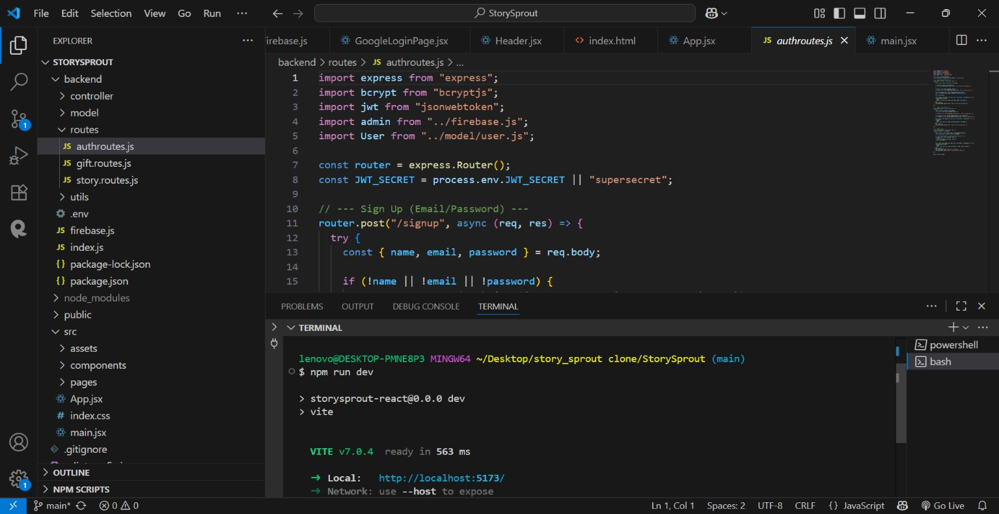 File Edit Selection View Go Run ··· StorySprout
EXPLORER ···
STORYSPROUT
backend
controller
model
routes
JS authroutes.js
JS gift.routes.js
JS story.routes.js
utils
.env
JS firebase.js
JS index.js
{} package-lock.json
{} package.json
node_modules
public
src
assets
components
pages
App.jsx
# index.css
main.jsx
.gitignore
OUTLINE
NPM SCRIPTS
1
1
irebase.js GoogleLoginPage.jsx Header.jsx <> index.html App.jsx JS authroutes.js × main.jsx ···
backend > routes > JS authroutes.js > ...
1 import express from "express";
2 import bcrypt from "bcryptjs";
3 import jwt from "jsonwebtoken";
4 import admin from "../firebase.js";
5 import User from "../model/user.js";
6
7 const router = express.Router();
8 const JWT_SECRET = process.env.JWT_SECRET || "supersecret";
9
10 // --- Sign Up (Email/Password) ---
11 router.post("/signup", async (req, res) => {
12 try {
13 const { name, email, password } = req.body;
14
15 if (!name || !email || !password) {
PROBLEMS OUTPUT DEBUG CONSOLE TERMINAL ···
TERMINAL
lenovo@DESKTOP-PMNE8P3 MINGW64 ~/Desktop/story_sprout clone/StorySprout (main)
$ npm run dev
> storysprout-react@0.0.0 dev
> vite
VITE v7.0.4 ready in 563 ms
→ Local: http://localhost:5173/
→ Network: use --host to expose
powershell
bash
main* 0 0 Ln 1, Col 1 Spaces: 2 UTF-8 CRLF {} JavaScript Go Live